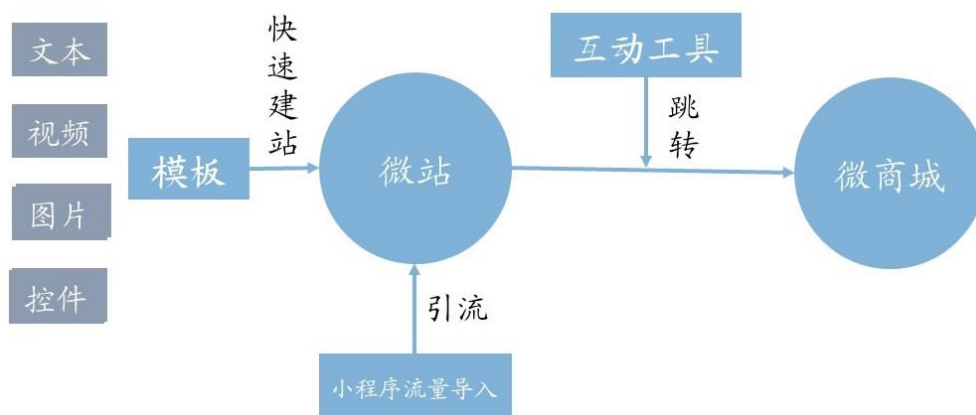 文本
视频
图片
控件
模板
快速建站
微站
引流
小程序流量导入
互动工具
跳转
微商城